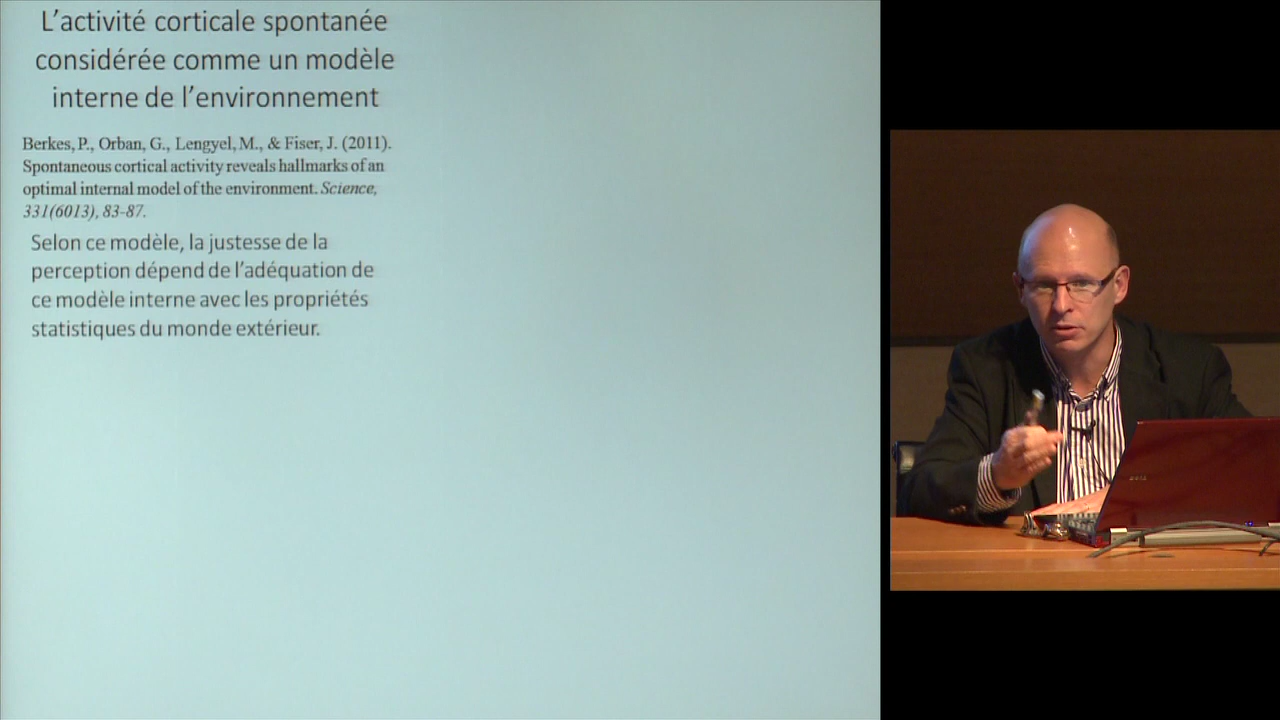 L’activité corticale spontanée
considérée comme un modèle
interne de l’environnement
Berkes, P., Orban, G., Lengyel, M., & Fiser, J. (2011).
Spontaneous cortical activity reveals hallmarks of an
optimal internal model of the environment. Science,
331(6013), 83-87.
Selon ce modèle, la justesse de la
perception dépend de l’adéquation de
ce modèle interne avec les propriétés
statistiques du monde extérieur.